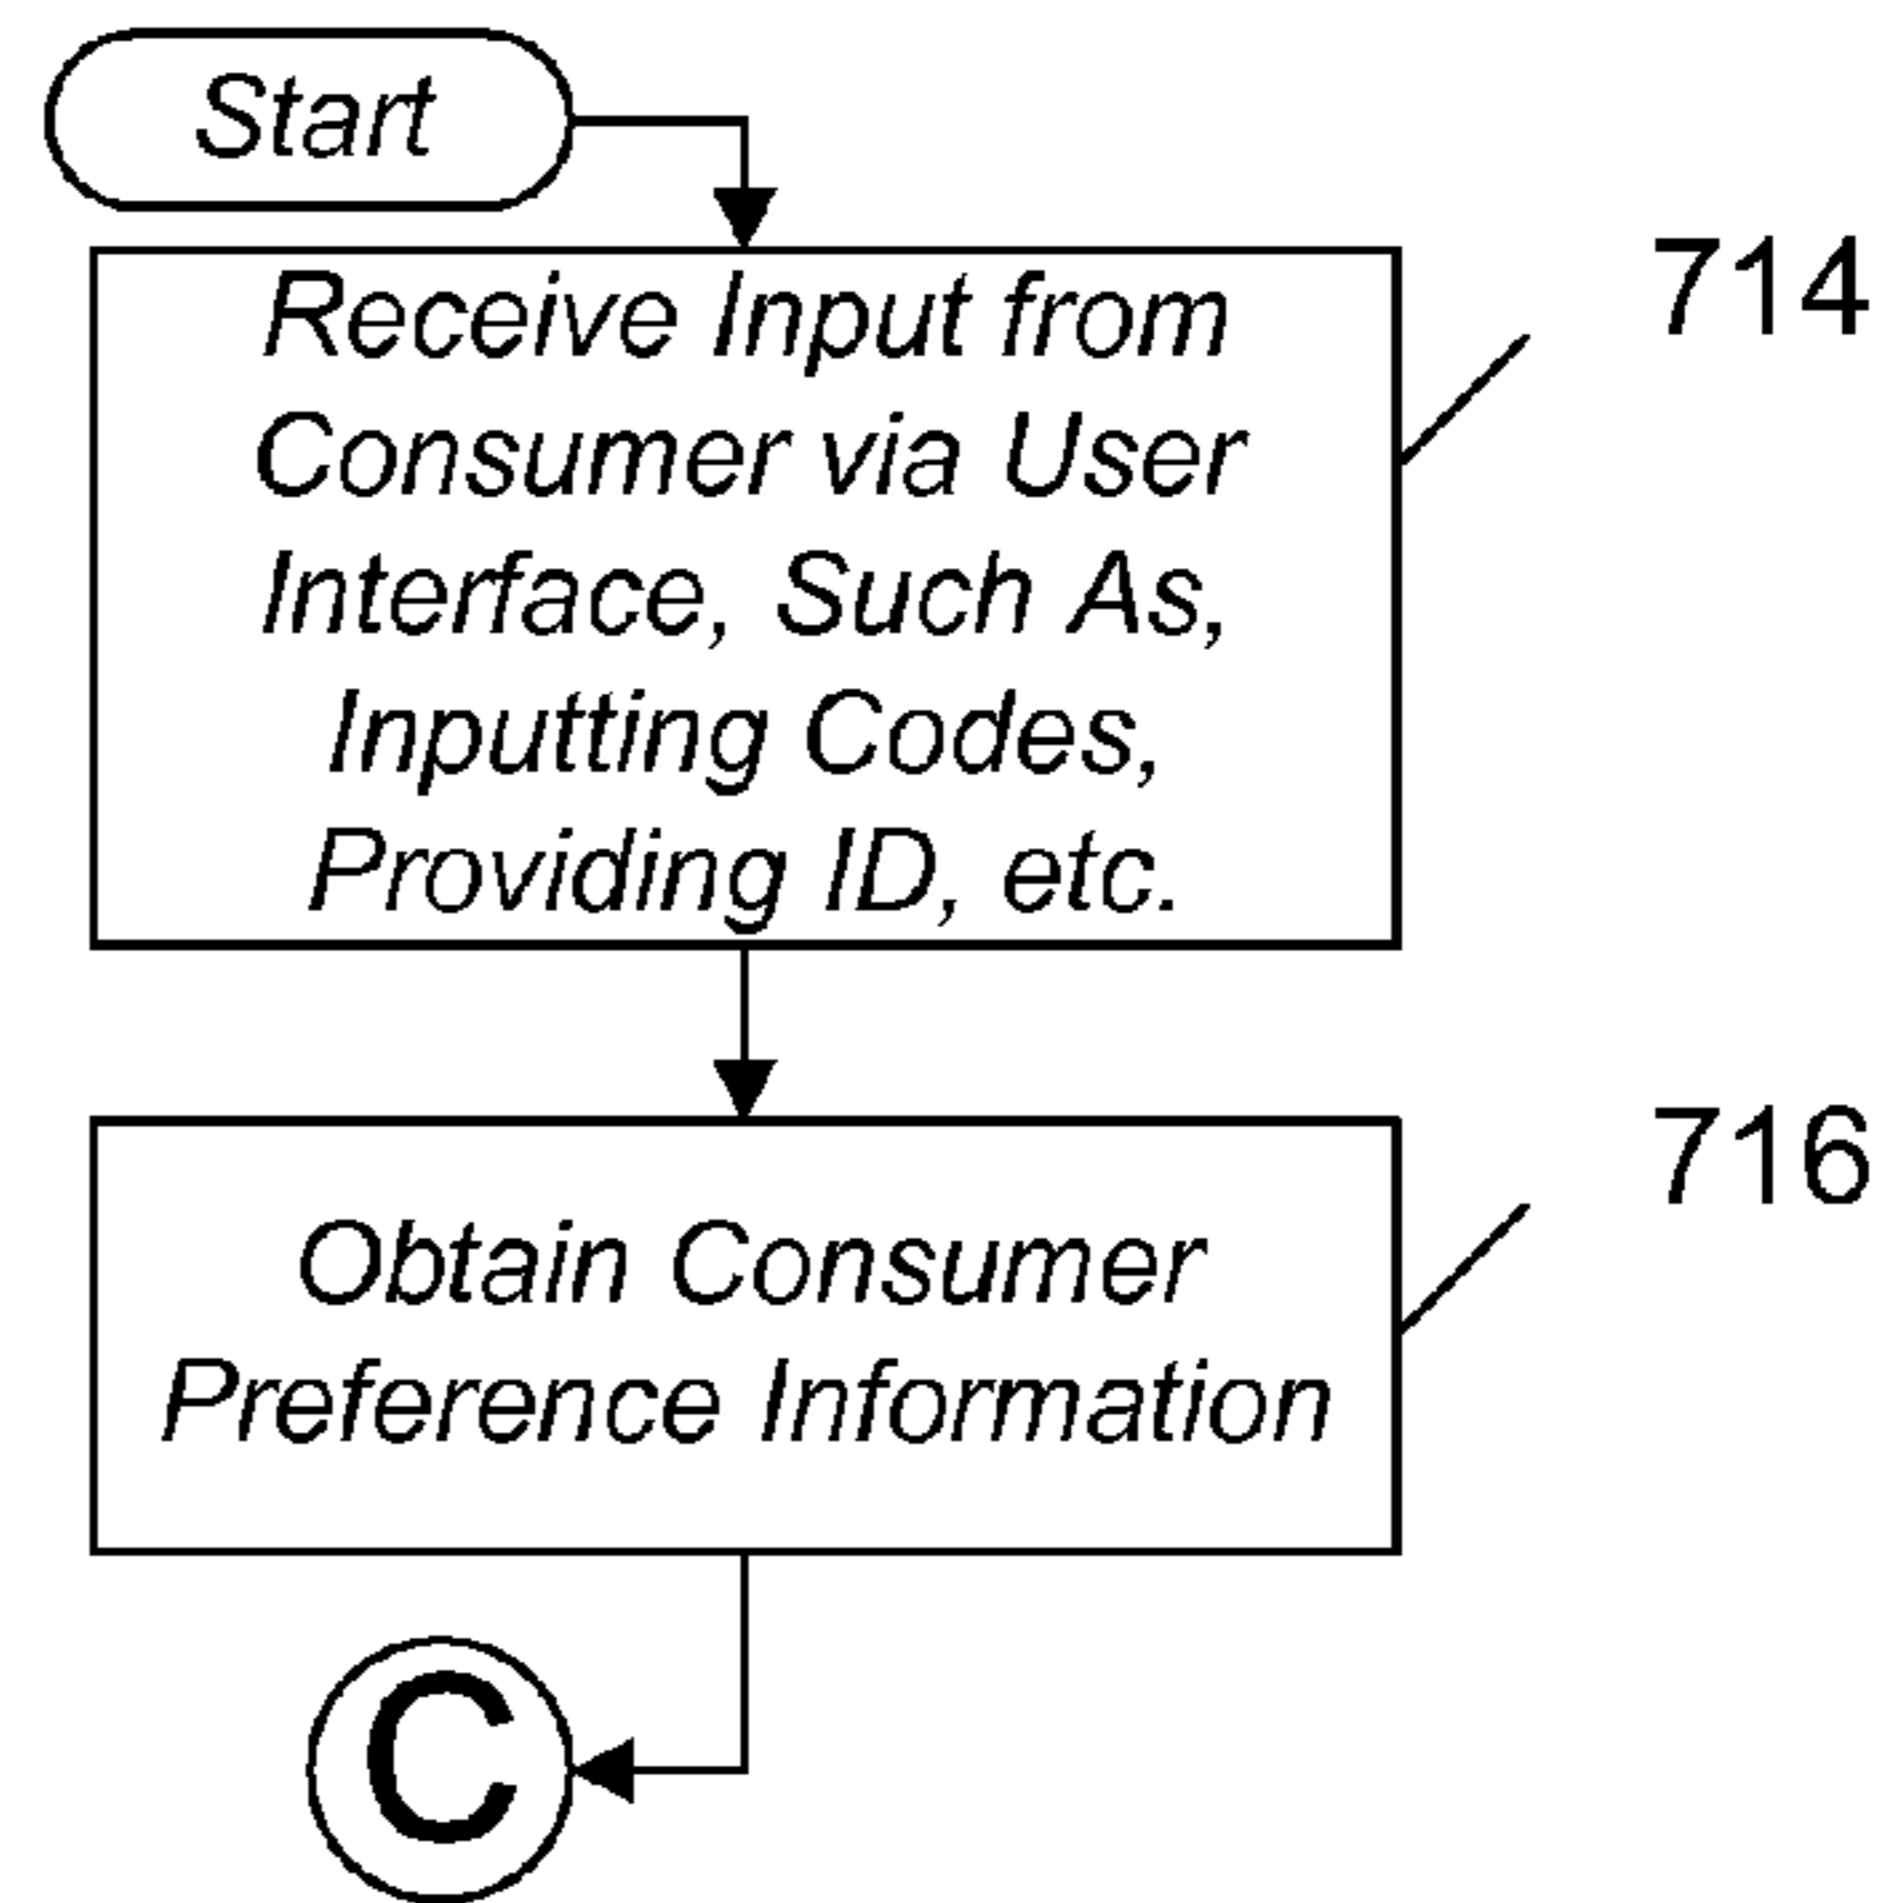 Start
Receive Input from
Consumer via User
Interface, Such As,
Inputting Codes,
Providing ID, etc.
714
Obtain Consumer
Preference Information
716
C